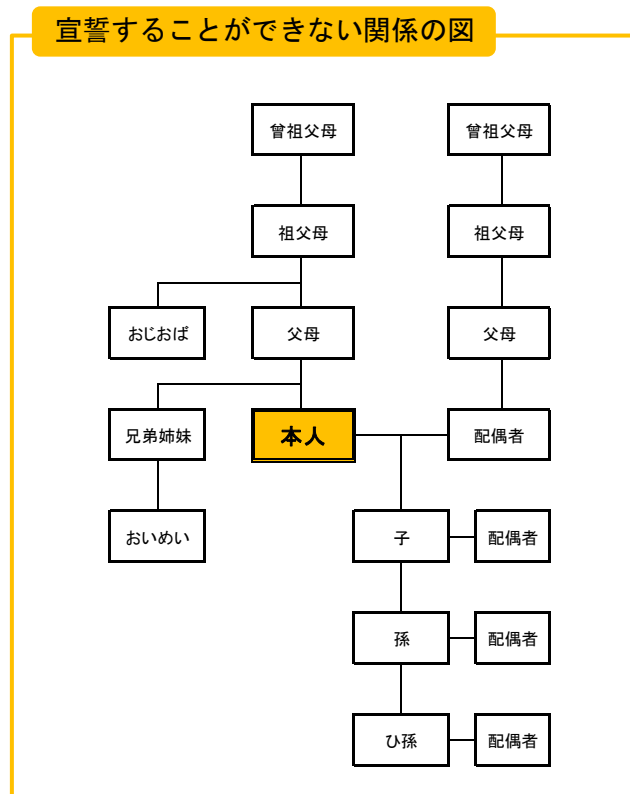 宣誓することができない関係の図
曾祖父母
曾祖父母
祖父母
祖父母
おじおば
父母
父母
兄弟姉妹
本人
配偶者
おいめい
子
配偶者
孫
配偶者
ひ孫
配偶者